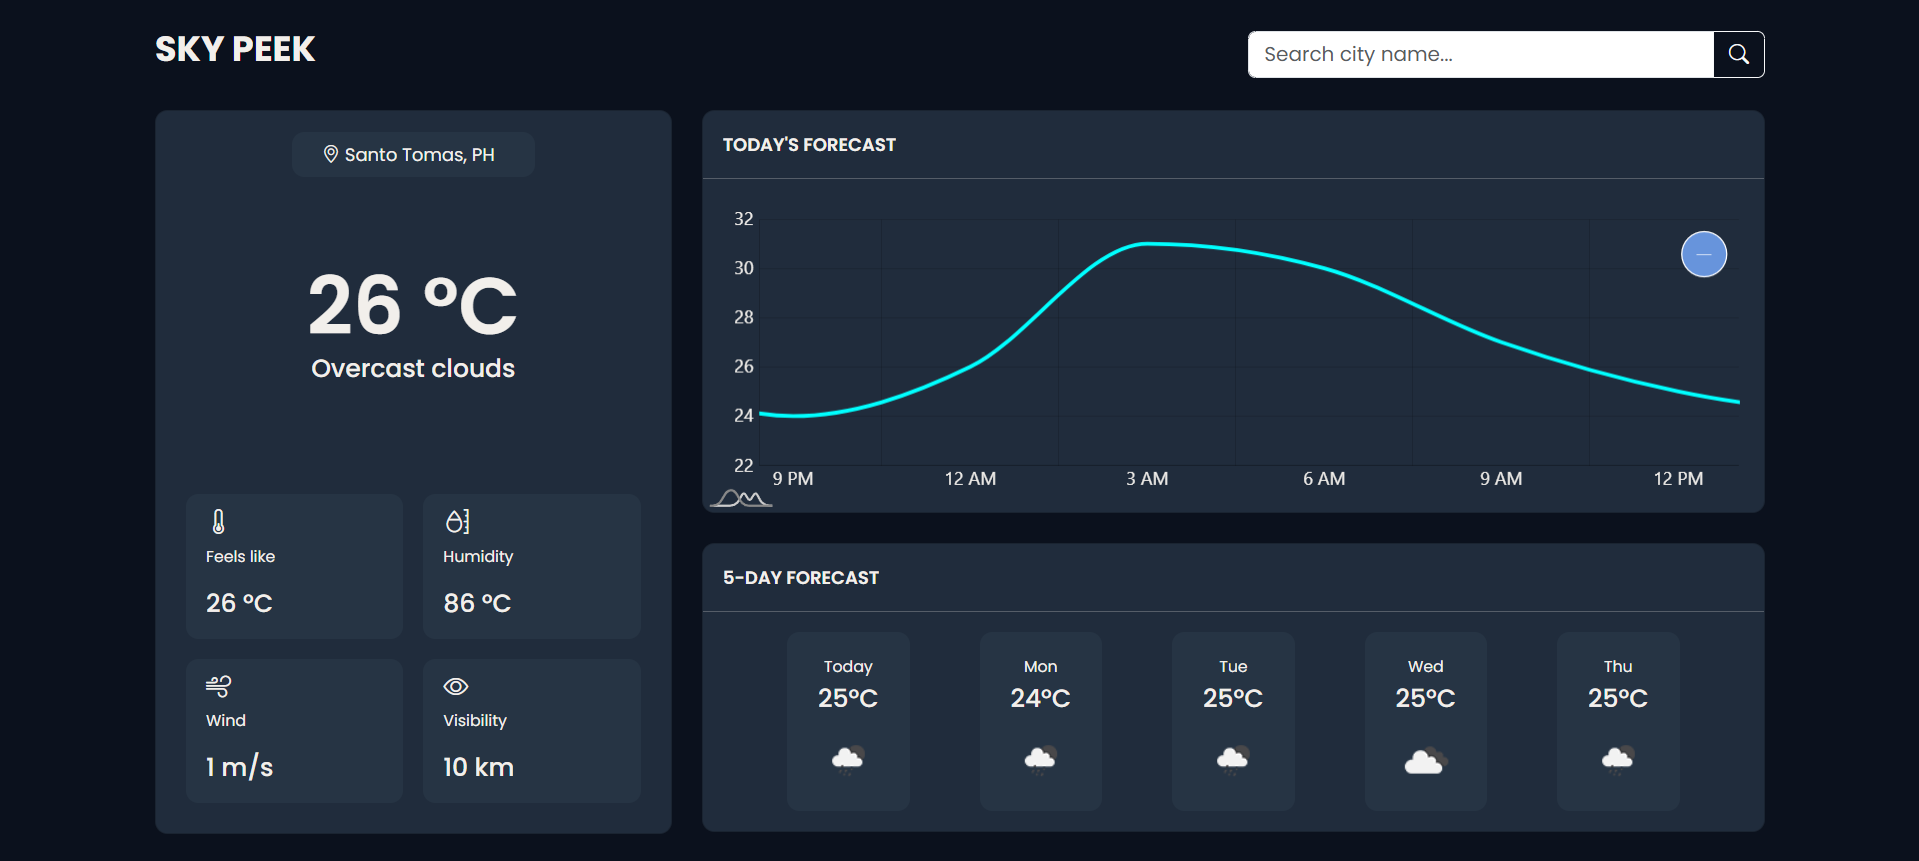 SKY PEEK
Search city name...
Santo Tomas, PH
26 °C
Overcast clouds
Feels like
26 °C
Humidity
86 °C
Wind
1 m/s
Visibility
10 km
TODAY'S FORECAST
32
30
28
26
24
22
9 PM 12 AM 3 AM 6 AM 9 AM 12 PM
5-DAY FORECAST
Today
25°C
Mon
24°C
Tue
25°C
Wed
25°C
Thu
25°C